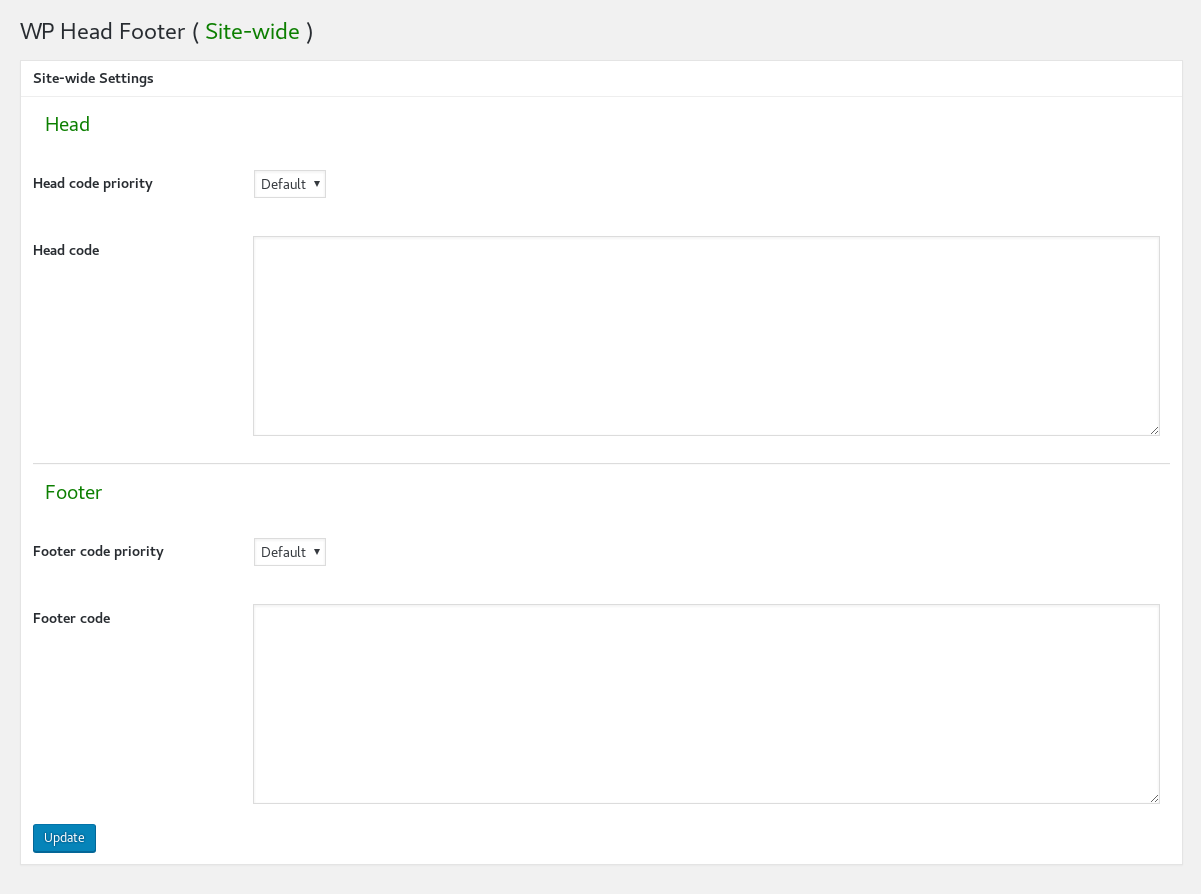 WP Head Footer ( Site-wide )
Site-wide Settings
Head
Head code priority
Default
Head code
Footer
Footer code priority
Default
Footer code
Update